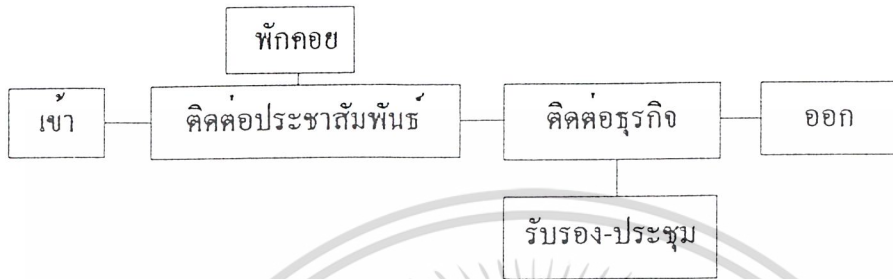 พักคอย
เข้า
ติดต่อประชาสัมพันธ์
ติดต่อธุรกิจ
ออก
รับรอง-ประชุม